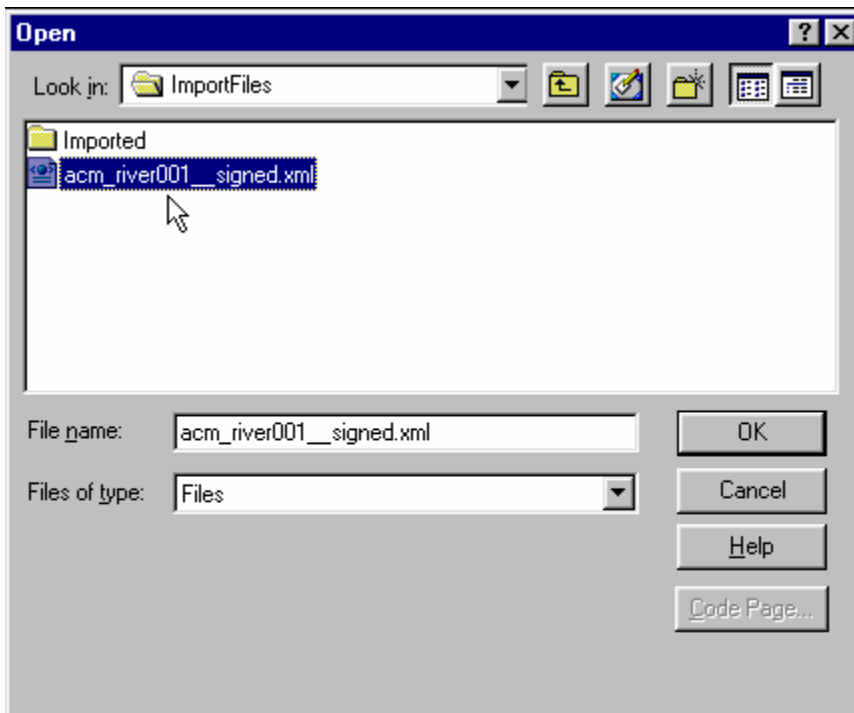 Open
Look in: ImportFiles
Imported
acm_river001__signed.xml
File name: acm_river001__signed.xml OK
Files of type: Files Cancel
Help
Code Page...